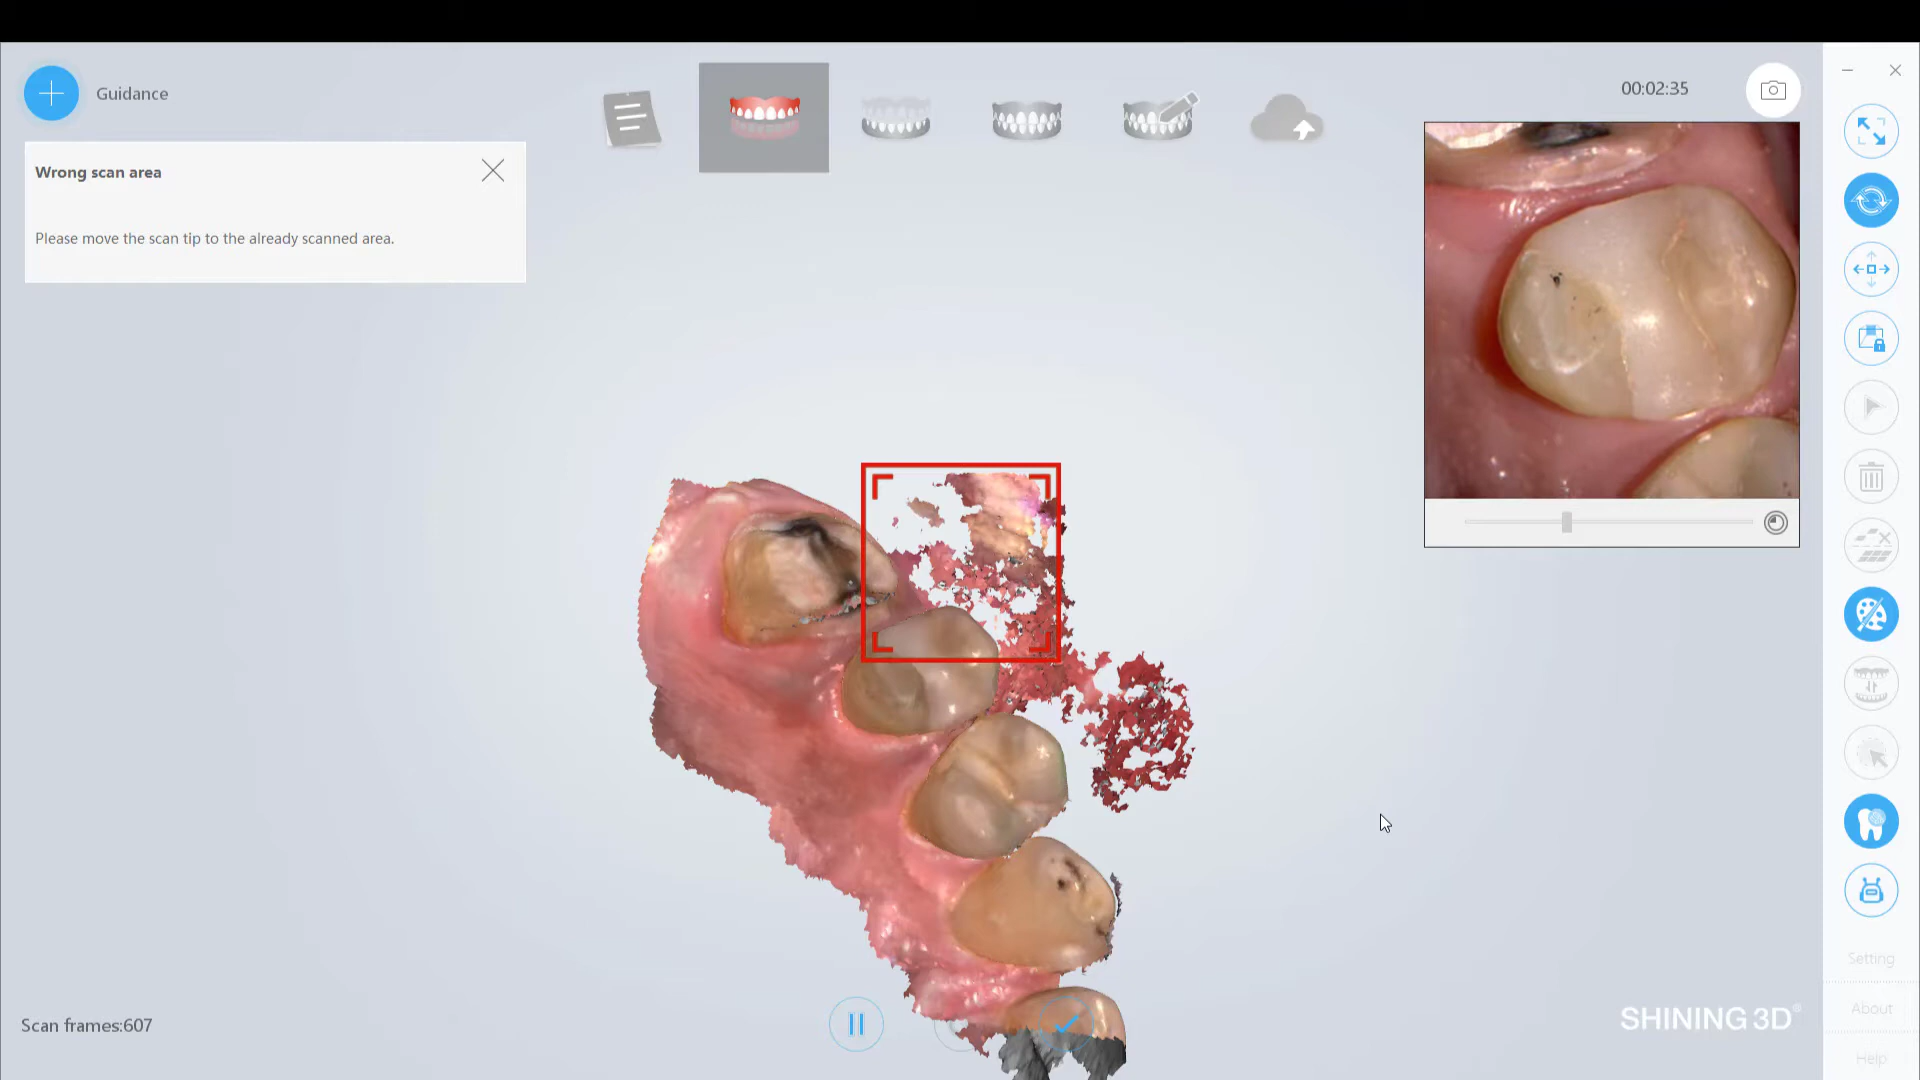 Guidance
00:02:35
Wrong scan area
Please move the scan tip to the already scanned area.
Setting
About
Help
Scan frames:607
SHINING 3D®